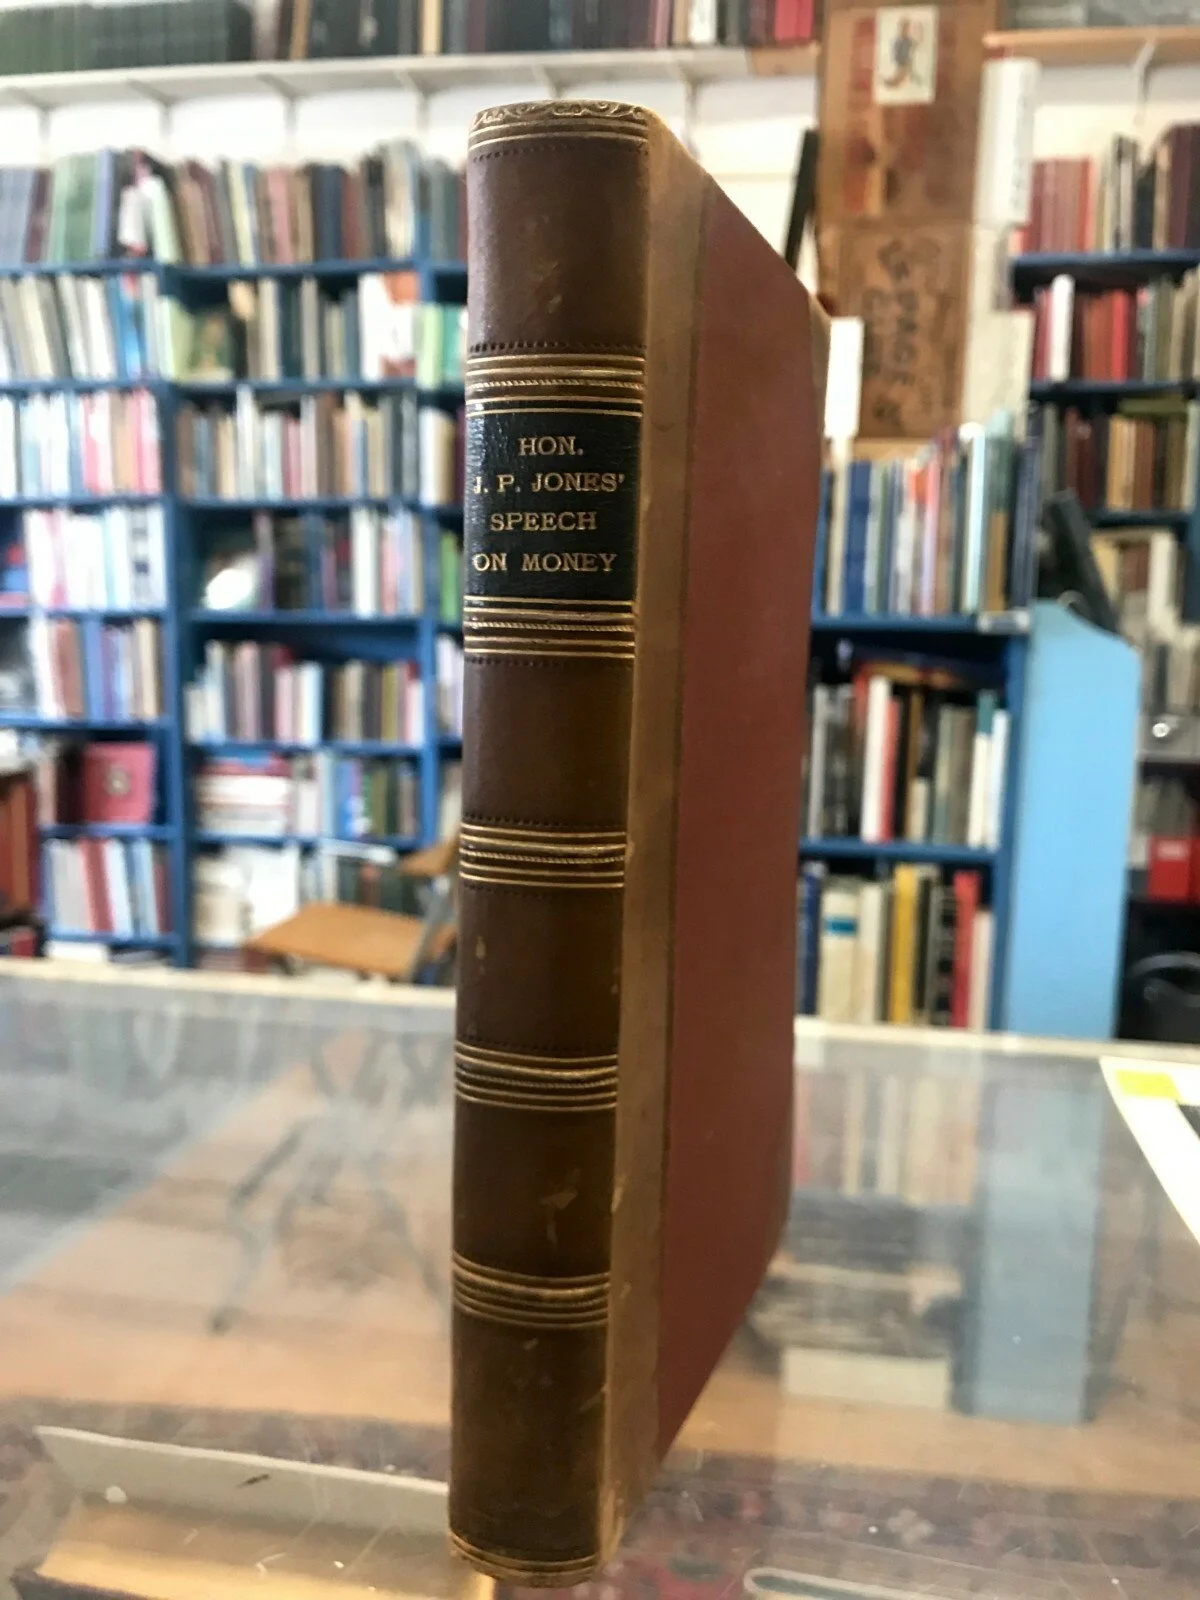 HON.
J. P. JONES'
SPEECH
ON MONEY